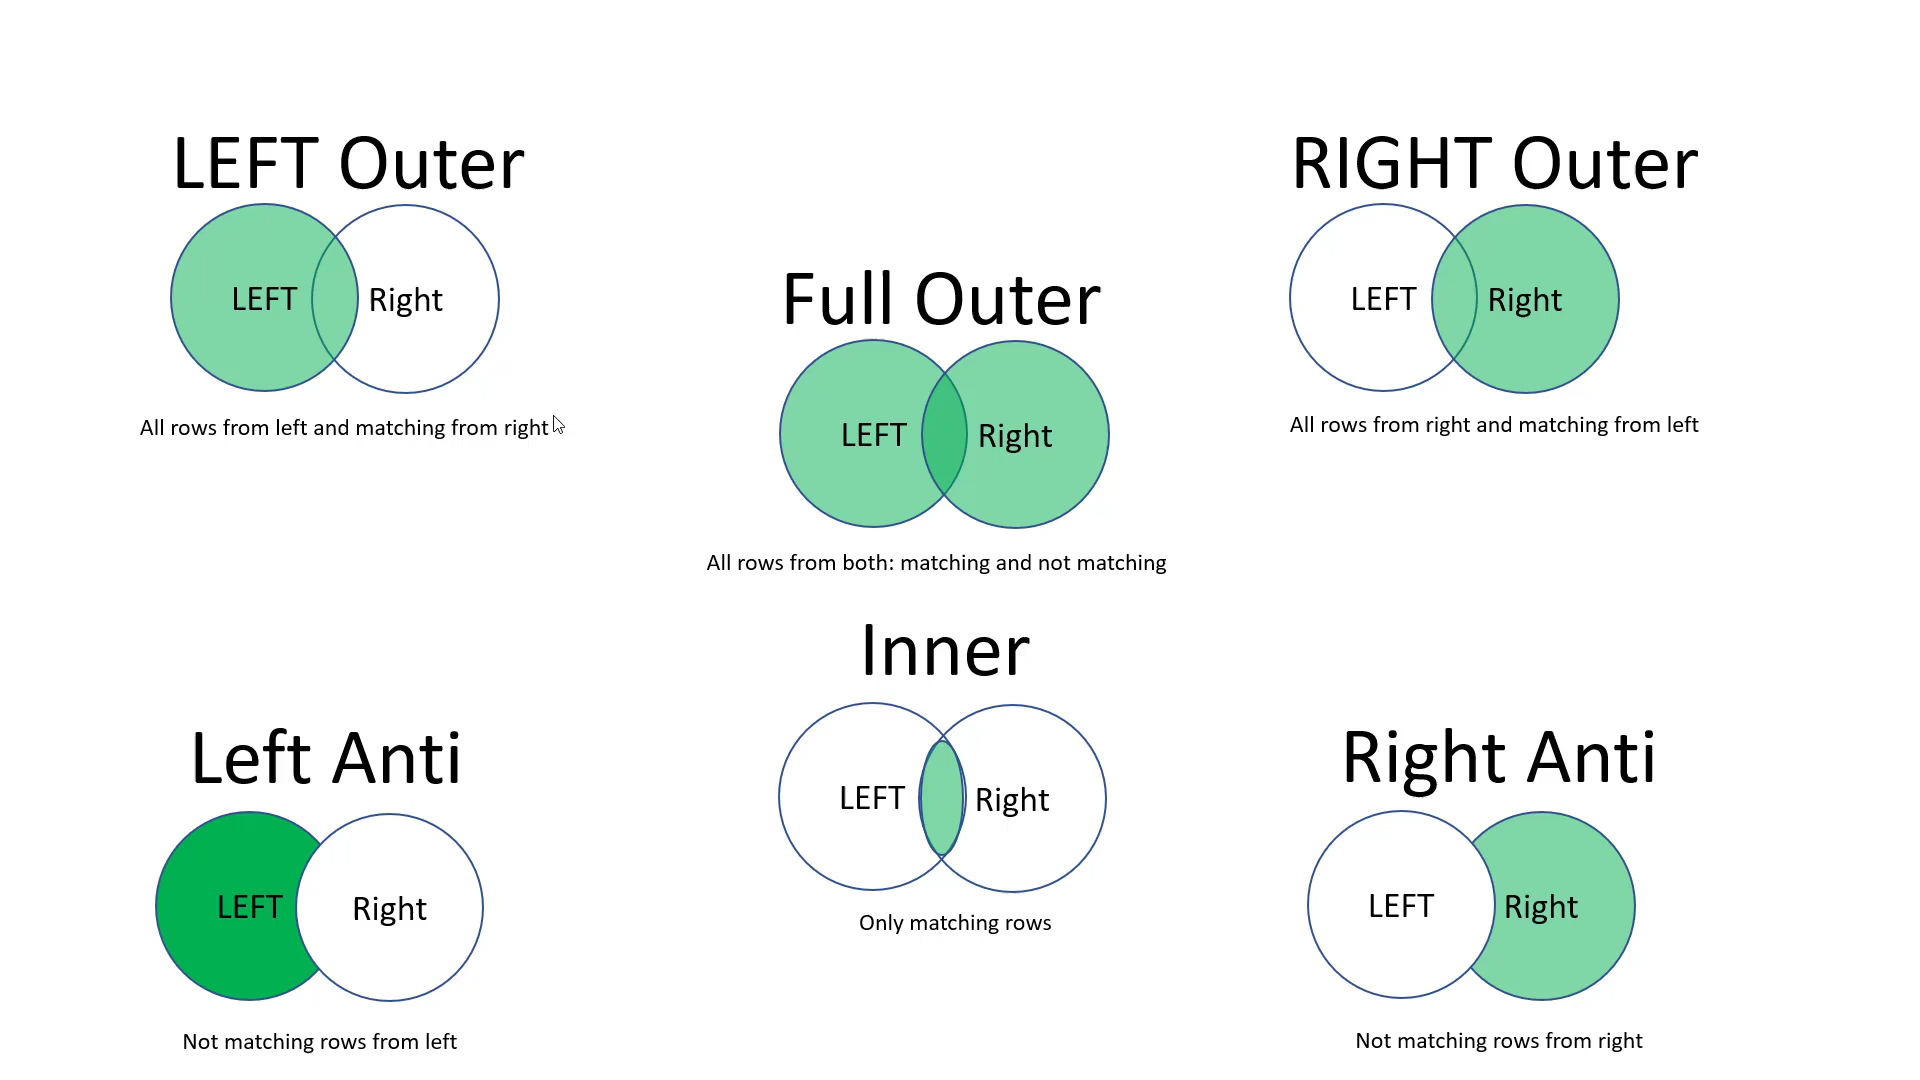 LEFT Outer
LEFT
Right
All rows from left and matching from right
Full Outer
LEFT
Right
All rows from both: matching and not matching
RIGHT Outer
LEFT
Right
All rows from right and matching from left
Left Anti
LEFT
Right
Not matching rows from left
Inner
LEFT
Right
Only matching rows
Right Anti
LEFT
Right
Not matching rows from right